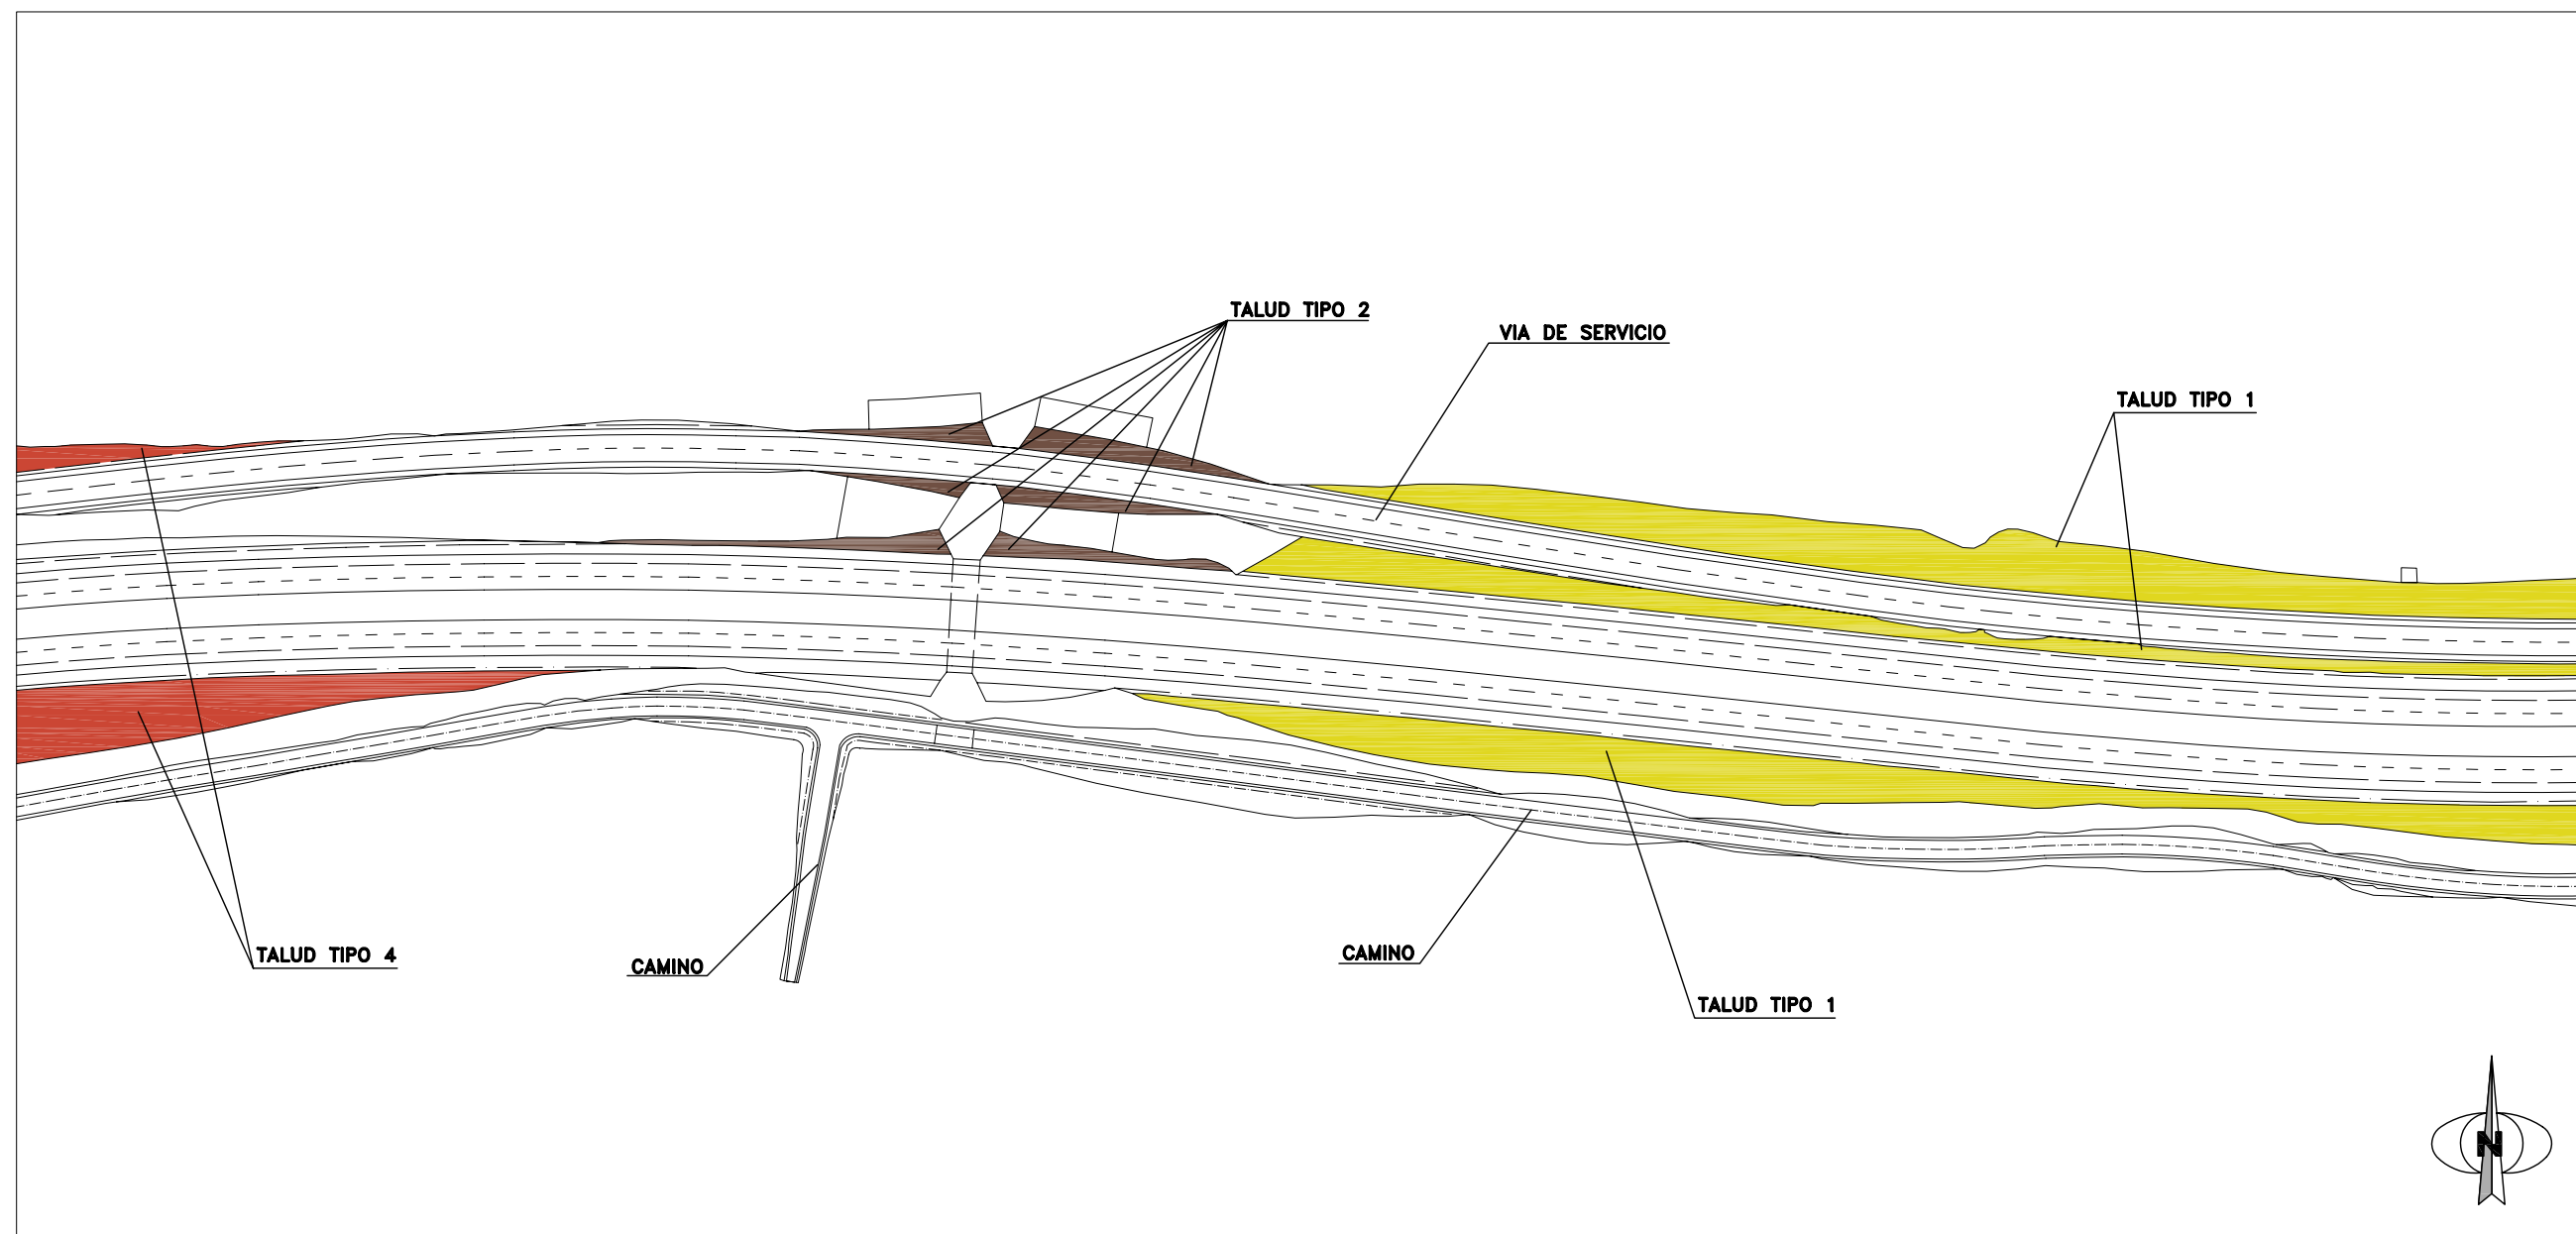 TALUD TIPO 2
VIA DE SERVICIO
TALUD TIPO 1
TALUD TIPO 4
CAMINO
CAMINO
TALUD TIPO 1
N